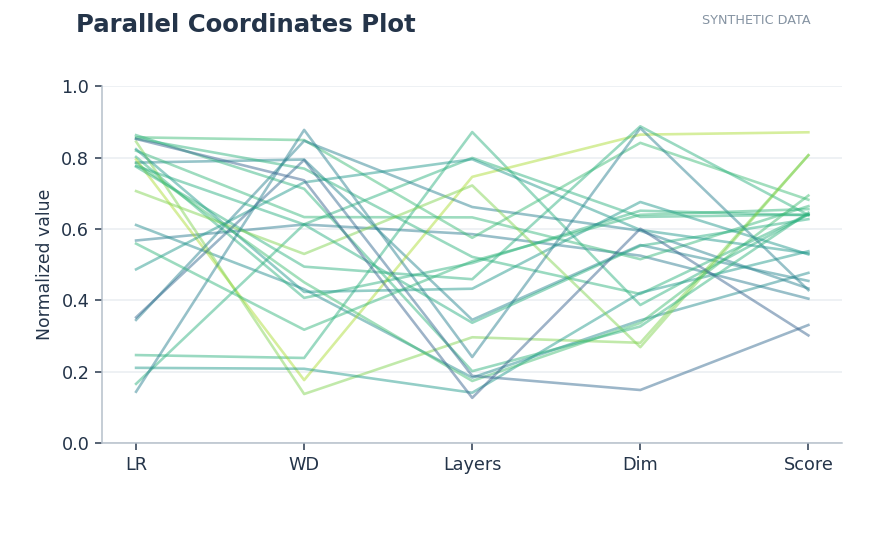 Parallel Coordinates Plot
SYNTHETIC DATA
Normalized value
1.0
0.8
0.6
0.4
0.2
0.0
LR WD Layers Dim Score